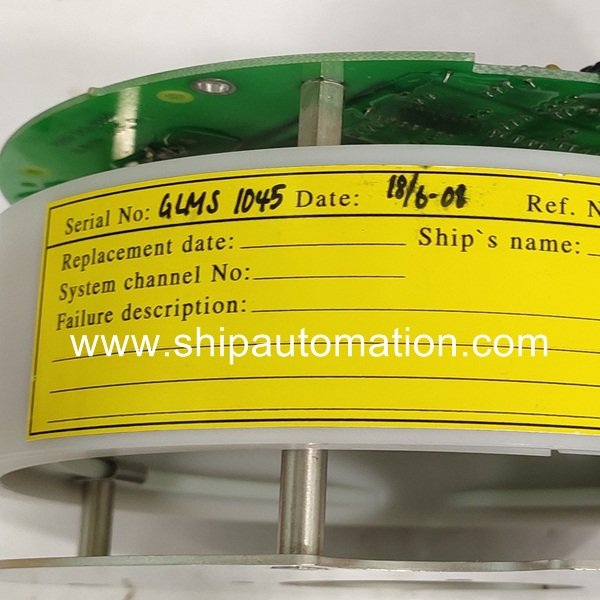 Serial No: GLMS 1045 Date: 18/6-08 Ref. N
Replacement date: Ship`s name:
System channel No:
Failure description:
www.shipautomation.com